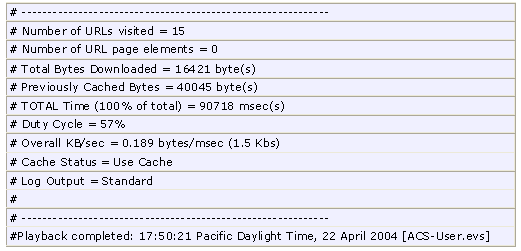 # -------------------------------------------------------
# Number of URLs visited = 15
# Number of URL page elements = 0
# Total Bytes Downloaded = 16421 byte(s)
# Previously Cached Bytes = 40045 byte(s)
# TOTAL Time (100% of total) = 90718 msec(s)
# Duty Cycle = 57%
# Overall KB/sec = 0.189 bytes/msec (1.5 Kbs)
# Cache Status = Use Cache
# Log Output = Standard
#
# -------------------------------------------------------
#Playback completed: 17:50:21 Pacific Daylight Time, 22 April 2004 [ACS-User.evs]